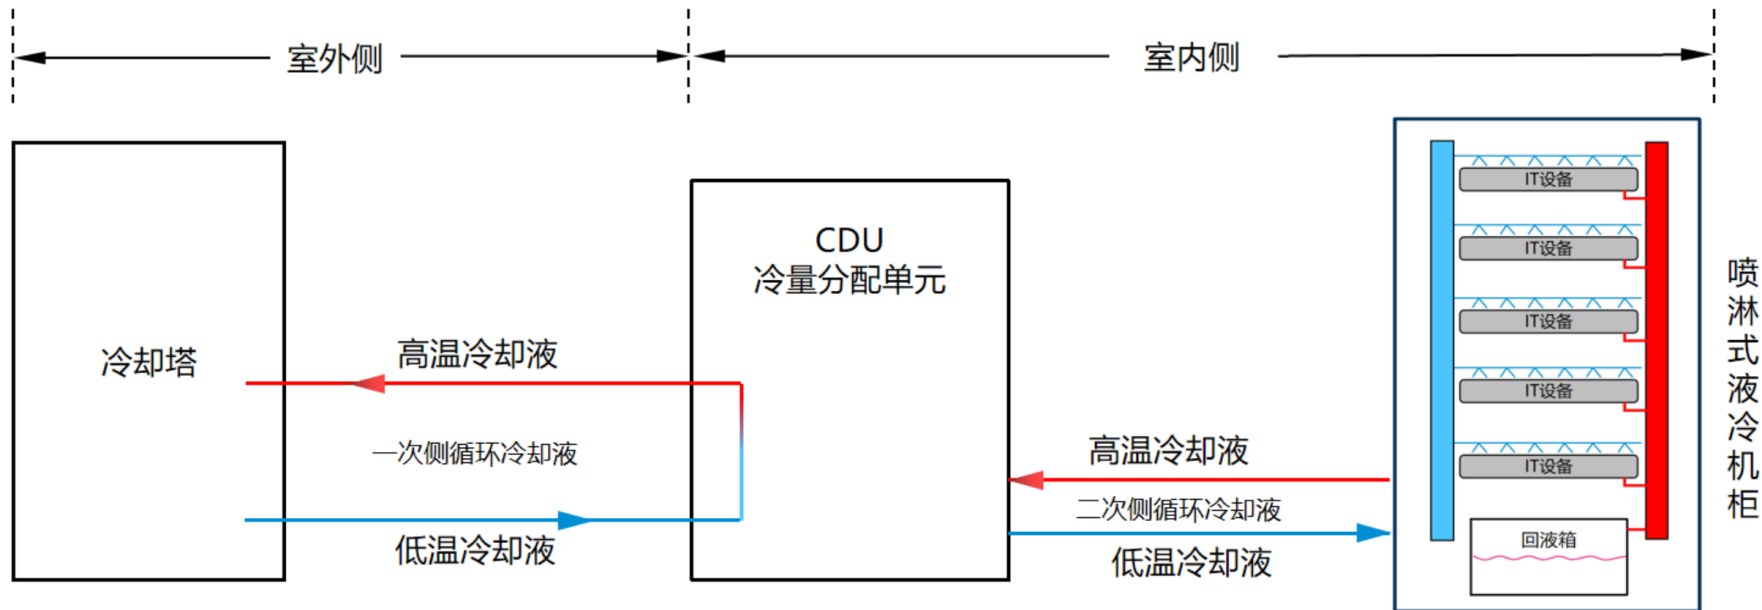 室外侧
室内侧
冷却塔
高温冷却液
一次侧循环冷却液
低温冷却液
CDU
冷量分配单元
高温冷却液
二次侧循环冷却液
低温冷却液
IT设备
IT设备
IT设备
IT设备
IT设备
回液箱
喷淋式液冷机柜